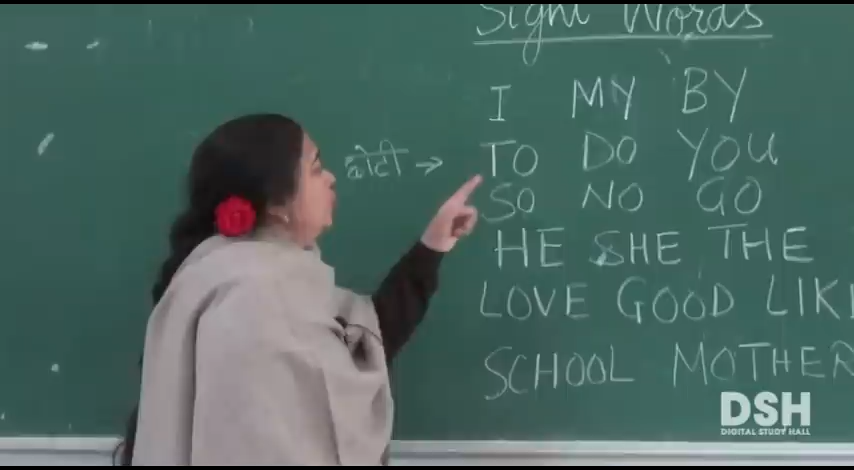 Sight Words
I MY BY
TO DO YOU
SO NO GO
HE SHE THE
LOVE GOOD LIKE
SCHOOL MOTHER
DSH
DIGITAL STUDY HALL